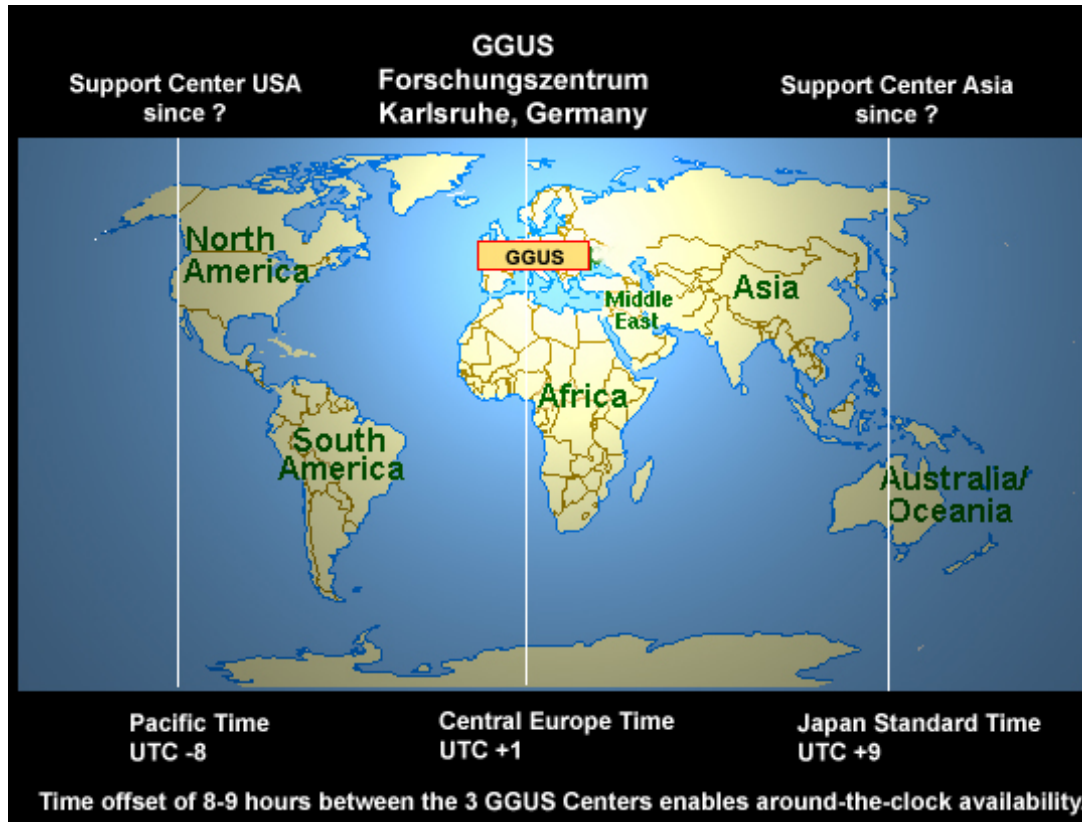 GGUS
Forschungszentrum
Karlsruhe, Germany
Support Center USA
since ?
Support Center Asia
since ?
North
America
GGUS
Middle
East
Asia
Africa
South
America
Australia/
Oceania
Pacific Time
UTC -8
Central Europe Time
UTC +1
Japan Standard Time
UTC +9
Time offset of 8-9 hours between the 3 GGUS Centers enables around-the-clock availability